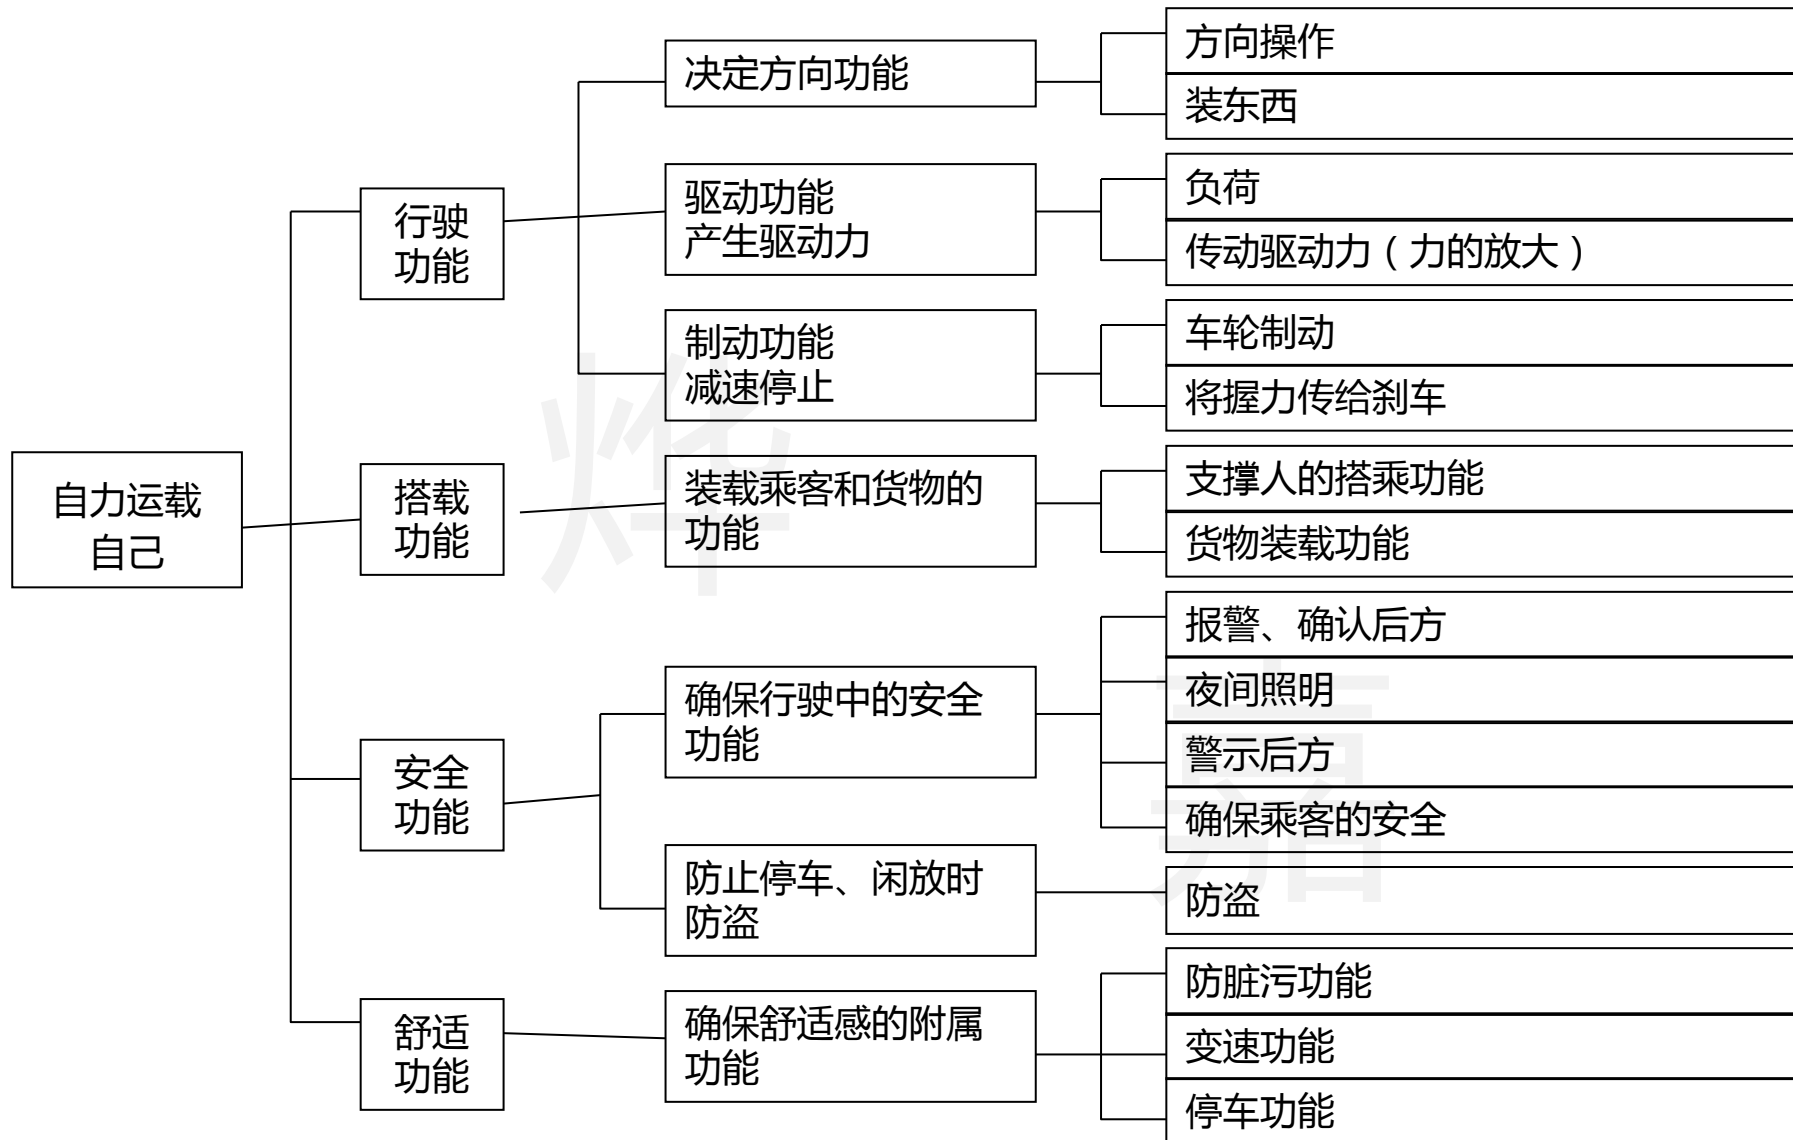 自力运载
自己
行驶
功能
决定方向功能
方向操作
装东西
驱动功能
产生驱动力
负荷
传动驱动力（力的放大）
制动功能
减速停止
车轮制动
将握力传给刹车
搭载
功能
装载乘客和货物的
功能
支撑人的搭乘功能
货物装载功能
安全
功能
确保行驶中的安全
功能
报警、确认后方
夜间照明
警示后方
确保乘客的安全
防止停车、闲放时
防盗
防盗
舒适
功能
确保舒适感的附属
功能
防脏污功能
变速功能
停车功能
烨
嘉